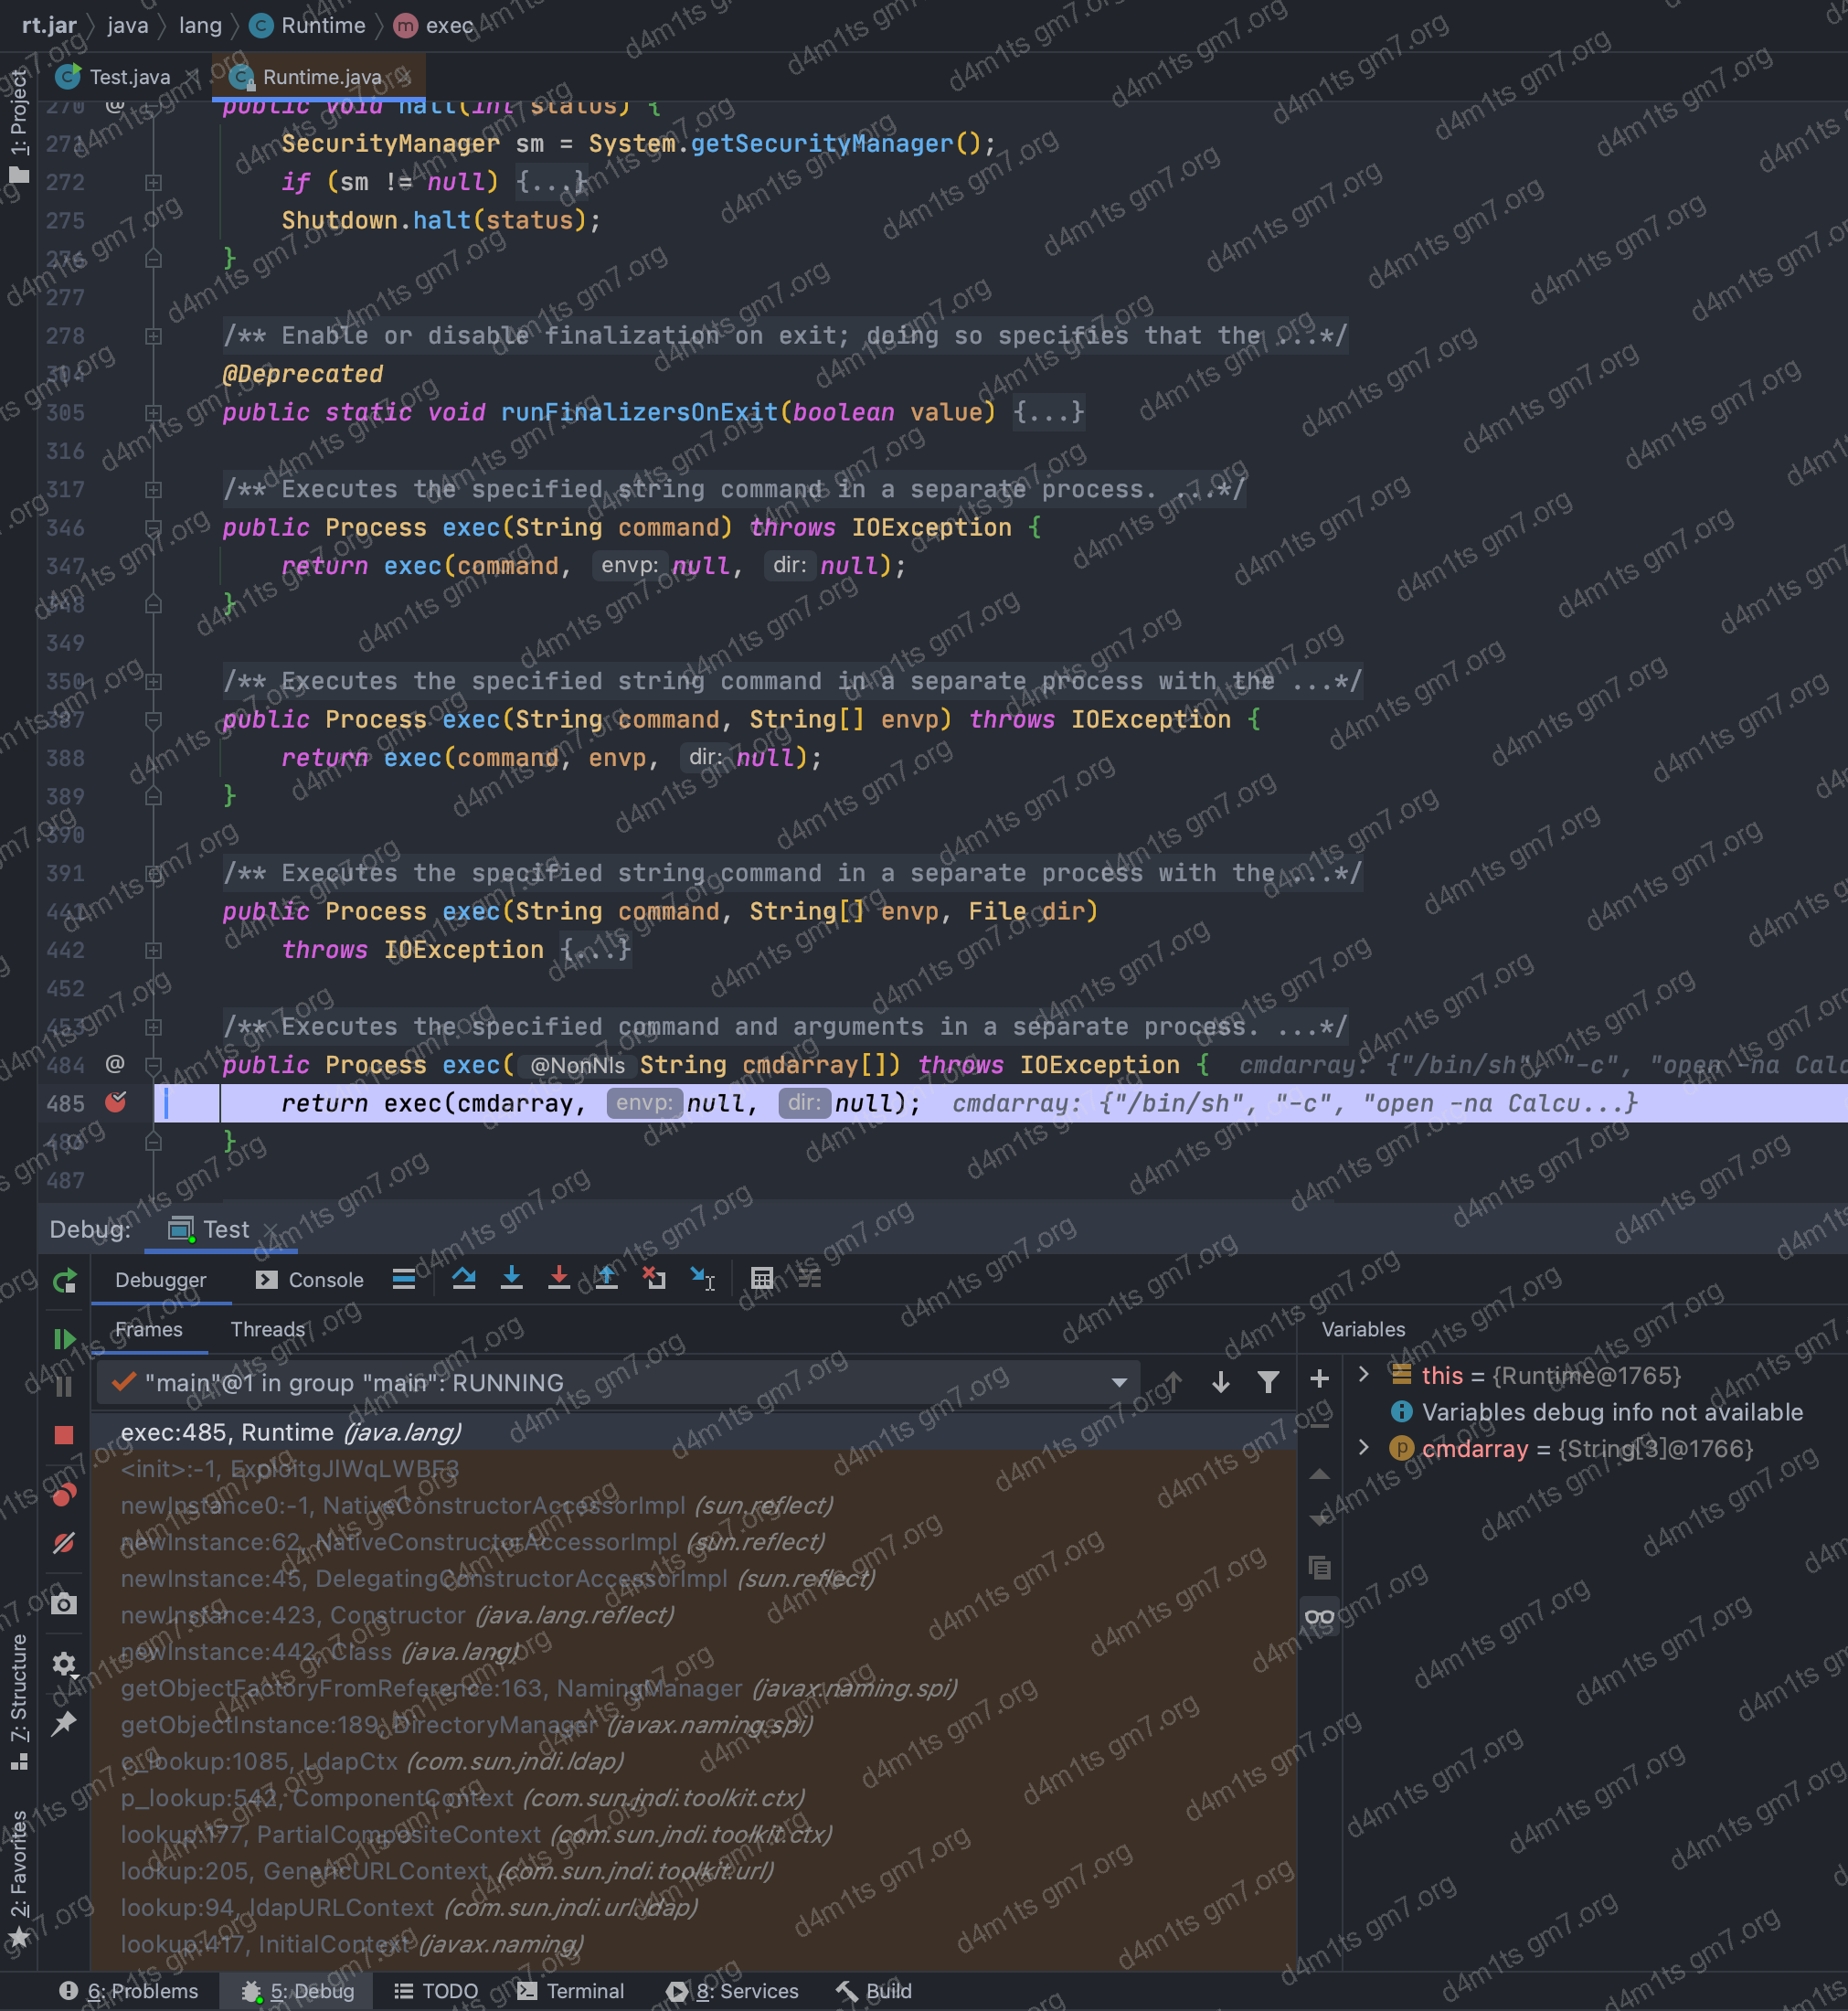 rt.jar java lang Runtime exec
Test.java Runtime.java
1: Project
270 @ public void halt(int status) {
271 SecurityManager sm = System.getSecurityManager();
272 if (sm != null) {...}
275 Shutdown.halt(status);
276 }
277
278 /** Enable or disable finalization on exit; doing so specifies that the ...*/
314 @Deprecated
305 public static void runFinalizersOnExit(boolean value) {...}
316
317 /** Executes the specified string command in a separate process. ...*/
346 public Process exec(String command) throws IOException {
347 return exec(command, envp: null, dir: null);
348 }
349
350 /** Executes the specified string command in a separate process with the ...*/
387 public Process exec(String command, String[] envp) throws IOException {
388 return exec(command, envp, dir: null);
389 }
390
391 /** Executes the specified string command in a separate process with the ...*/
441 public Process exec(String command, String[] envp, File dir)
442 throws IOException {...}
452
453 /** Executes the specified command and arguments in a separate process. ...*/
484 @ public Process exec( @NonNls String cmdarray[]) throws IOException { cmdarray: {"/bin/sh", "-c", "open -na Calc
485 return exec(cmdarray, envp: null, dir: null); cmdarray: {"/bin/sh", "-c", "open -na Calcu...}
486 }
487
Debug: Test
Debugger Console
Frames Threads Variables
"main"@1 in group "main": RUNNING
this = {Runtime@1765}
Variables debug info not available
cmdarray = {String[3]@1766}
exec:485, Runtime (java.lang)
<init>:-1, ExploitgJlWqLWBF3
newInstance0:-1, NativeConstructorAccessorImpl (sun.reflect)
newInstance:62, NativeConstructorAccessorImpl (sun.reflect)
newInstance:45, DelegatingConstructorAccessorImpl (sun.reflect)
newInstance:423, Constructor (java.lang.reflect)
newInstance:442, Class (java.lang)
getObjectFactoryFromReference:163, NamingManager (javax.naming.spi)
getObjectInstance:189, DirectoryManager (javax.naming.spi)
c_lookup:1085, LdapCtx (com.sun.jndi.ldap)
p_lookup:542, ComponentContext (com.sun.jndi.toolkit.ctx)
lookup:177, PartialCompositeContext (com.sun.jndi.toolkit.ctx)
lookup:205, GenericURLContext (com.sun.jndi.toolkit.url)
lookup:94, ldapURLContext (com.sun.jndi.url.ldap)
lookup:417, InitialContext (javax.naming)
7: Structure
2: Favorites
6: Problems 5: Debug TODO Terminal 8: Services Build
d4m1ts gm7.org